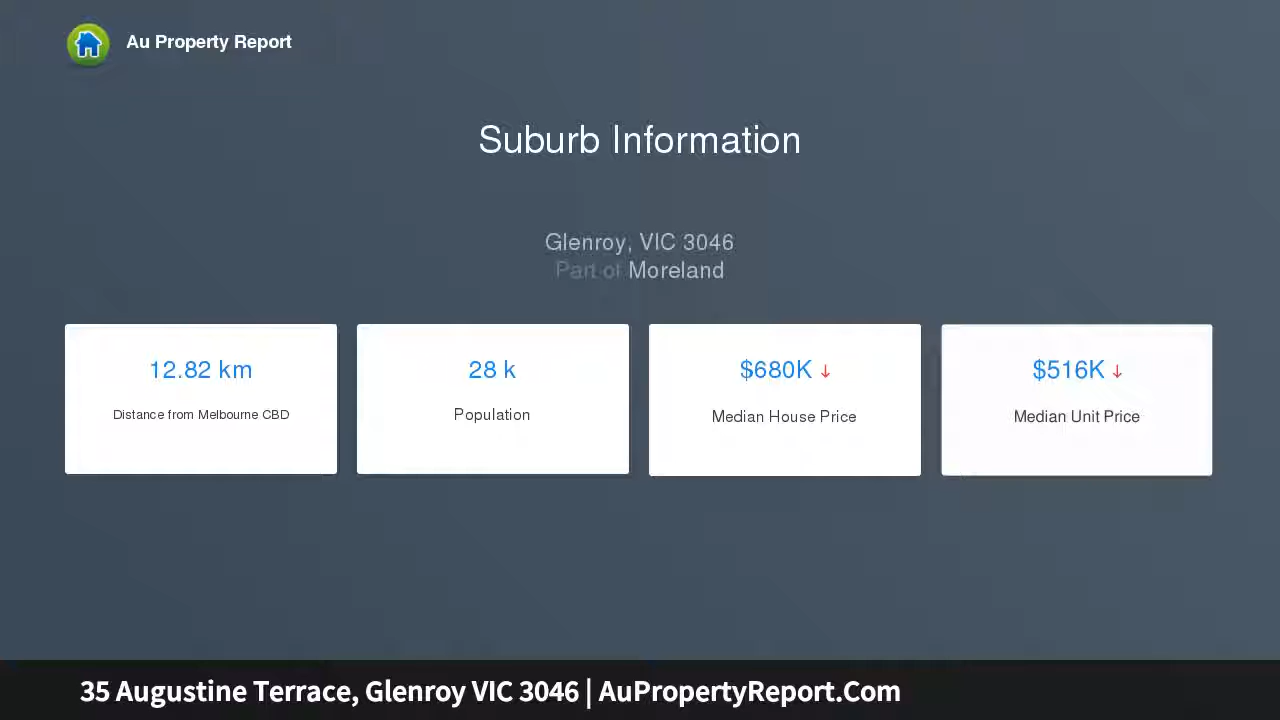 Au Property Report
Suburb Information
Glenroy, VIC 3046
Part of Moreland
12.82 km
Distance from Melbourne CBD
28 k
Population
$680K ↓
Median House Price
$516K ↓
Median Unit Price
35 Augustine Terrace, Glenroy VIC 3046 | AuPropertyReport.Com